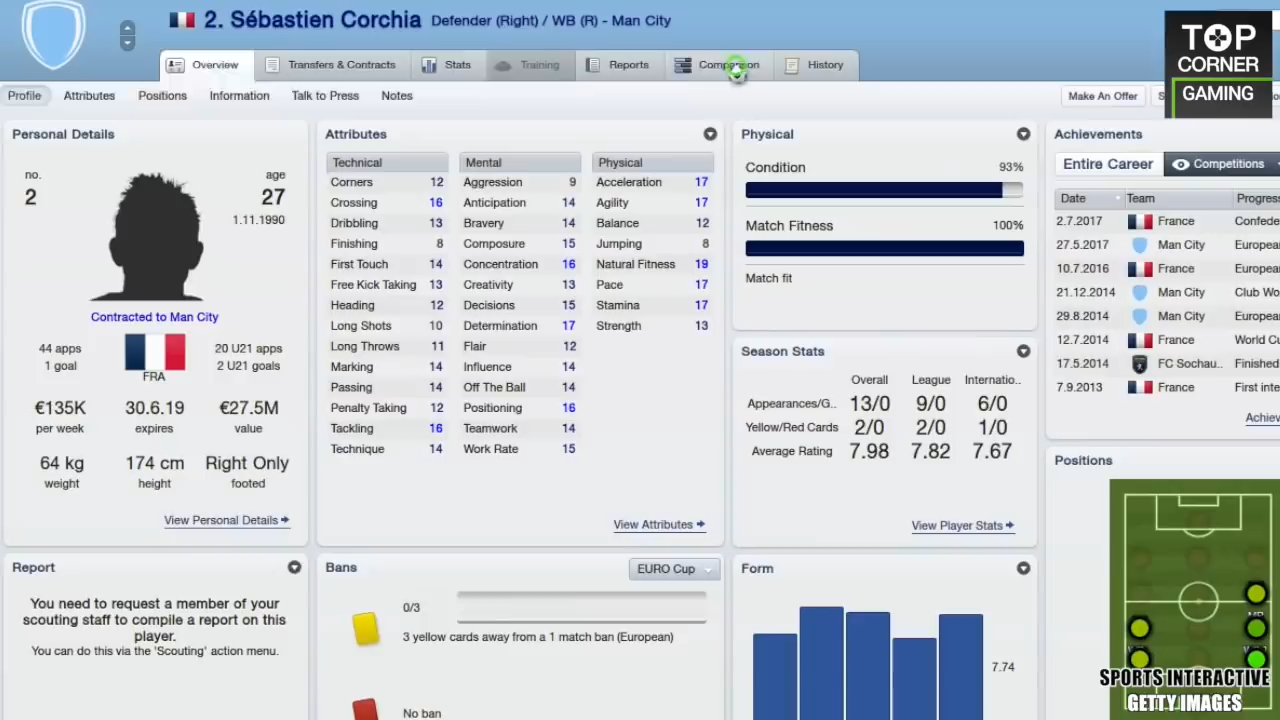 2. Sébastien Corchia Defender (Right) / WB (R) - Man City
TOP
CORNER
GAMING
Overview Transfers & Contracts Stats Training Reports Comparison History
Profile Attributes Positions Information Talk to Press Notes Make An Offer
Personal Details
no.
2
age
27
1.11.1990
Contracted to Man City
44 apps
1 goal
FRA
20 U21 apps
2 U21 goals
€135K
per week
30.6.19
expires
€27.5M
value
64 kg
weight
174 cm
height
Right Only
footed
View Personal Details
Attributes
Technical Mental Physical
Corners 12 Aggression 9 Acceleration 17
Crossing 16 Anticipation 14 Agility 17
Dribbling 13 Bravery 14 Balance 12
Finishing 8 Composure 15 Jumping 8
First Touch 14 Concentration 16 Natural Fitness 19
Free Kick Taking 13 Creativity 13 Pace 17
Heading 12 Decisions 15 Stamina 17
Long Shots 10 Determination 17 Strength 13
Long Throws 11 Flair 12
Marking 14 Influence 14
Passing 14 Off The Ball 14
Penalty Taking 12 Positioning 16
Tackling 16 Teamwork 14
Technique 14 Work Rate 15
View Attributes
Physical
Condition 93%
Match Fitness 100%
Match fit
Season Stats
Overall League Internatio..
Appearances/G.. 13/0 9/0 6/0
Yellow/Red Cards 2/0 2/0 1/0
Average Rating 7.98 7.82 7.67
View Player Stats
Achievements
Entire Career Competitions
Date Team Progres
2.7.2017 France Confede
27.5.2017 Man City Europea
10.7.2016 France Europea
21.12.2014 Man City Club Wo
29.8.2014 Man City Europea
12.7.2014 France World Cu
17.5.2014 FC Sochau.. Finished
7.9.2013 France First inte
Achiev
Report
You need to request a member of your
scouting staff to compile a report on this
player.
You can do this via the 'Scouting' action menu.
Bans
EURO Cup
0/3
3 yellow cards away from a 1 match ban (European)
No ban
Form
7.74
Positions
SPORTS INTERACTIVE
GETTY IMAGES